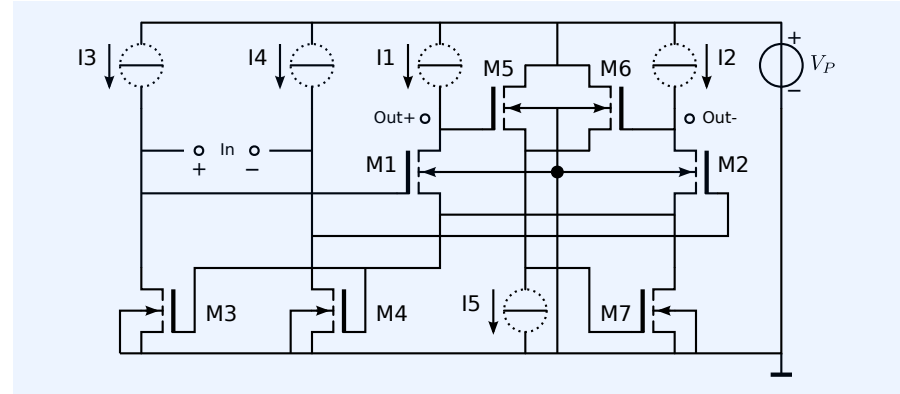 I3
I4
I1
M5
M6
I2
+
V_P
−
Out+
Out-
In
+
−
M1
M2
M3
M4
I5
M7